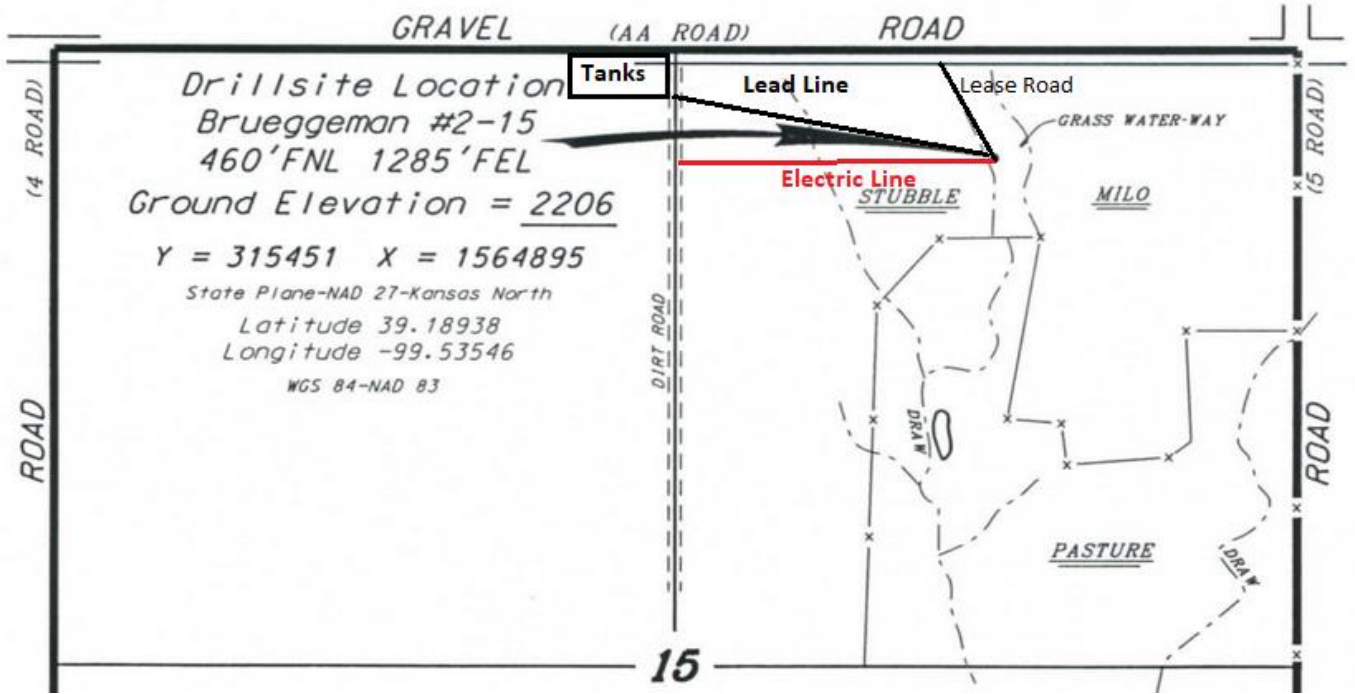 GRAVEL (AA ROAD) ROAD
(4 ROAD)
Drillsite Location
Brueggeman #2-15
460'FNL 1285'FEL
Ground Elevation = 2206
Y = 315451 X = 1564895
State Plane-NAD 27-Kansas North
Latitude 39.18938
Longitude -99.53546
WGS 84-NAD 83
Tanks
Lead Line
Lease Road
GRASS WATER-WAY
(5 ROAD)
Electric Line
STUBBLE
MILO
DIRT ROAD
ROAD
DRAW
ROAD
PASTURE
DRAW
15